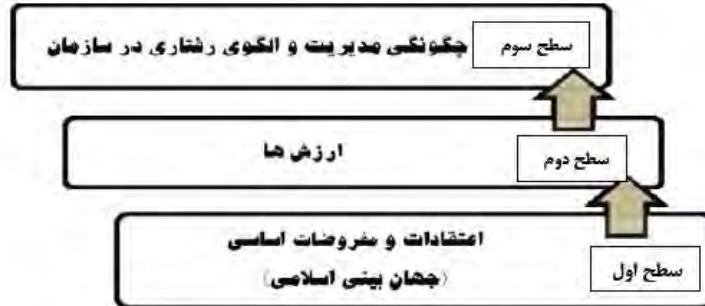 سطح سوم
چگونگی مدیریت و الگوی رفتاری در سازمان
سطح دوم
ارزش ها
سطح اول
اعتقادات و مفروضات اساسی
(جهان بینی اسلامی)